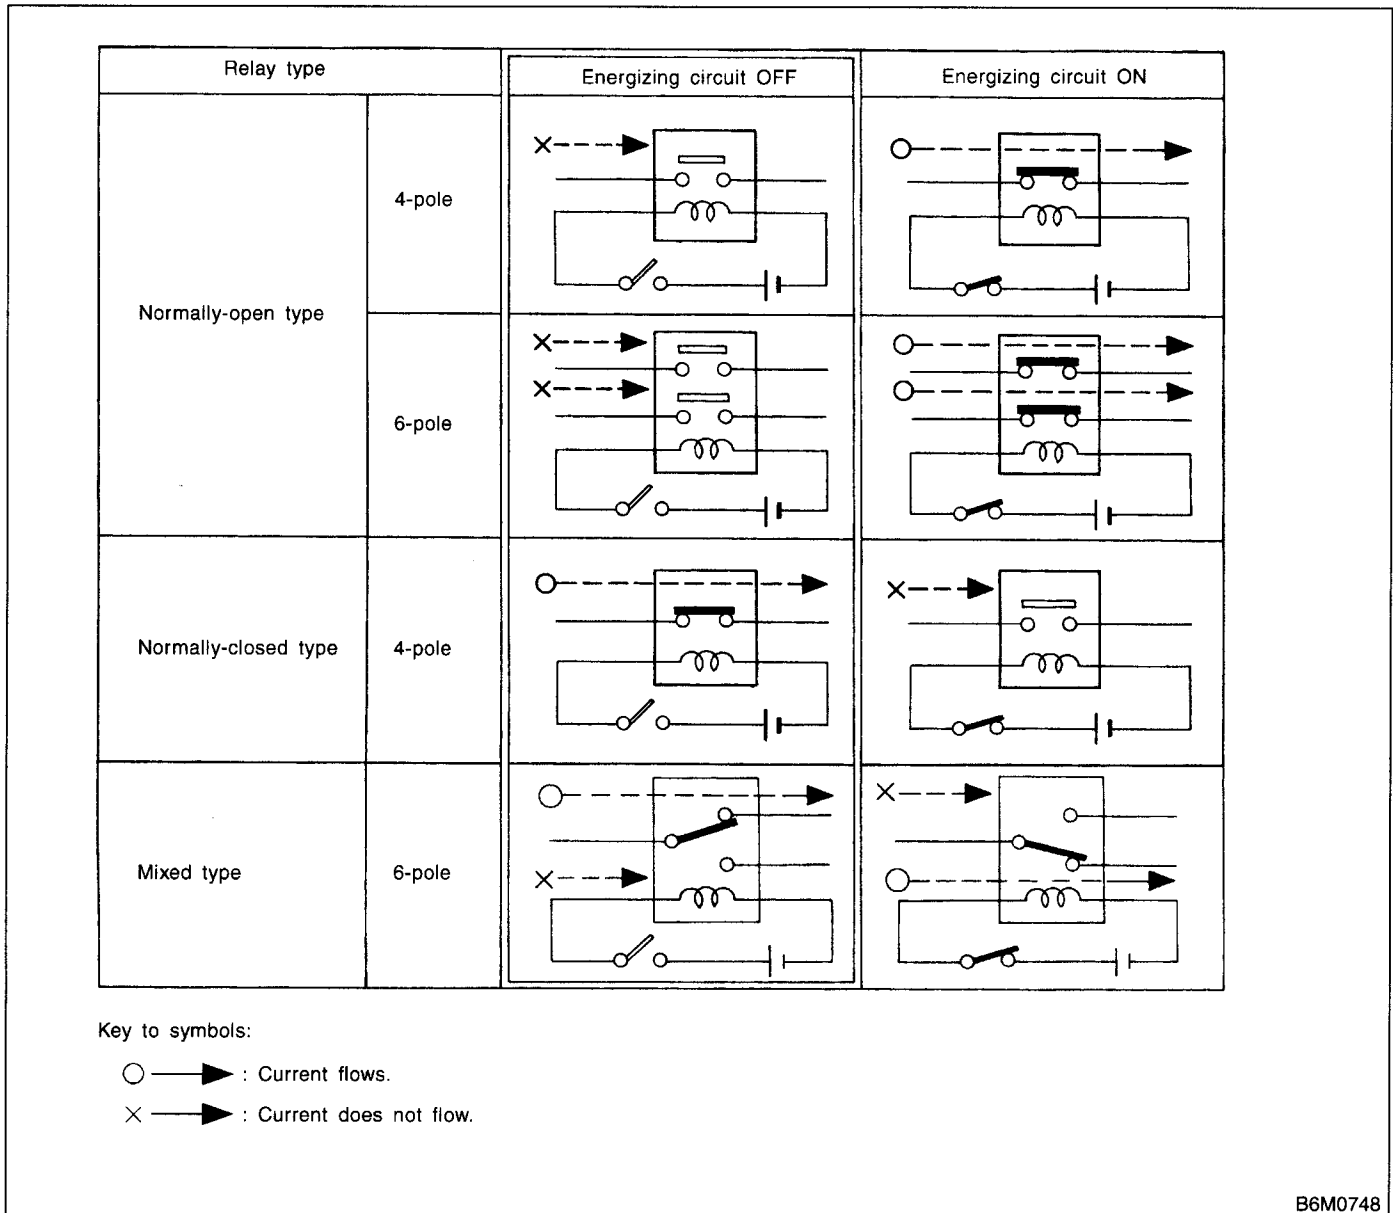 Relay type
Energizing circuit OFF
Energizing circuit ON
Normally-open type
4-pole
6-pole
Normally-closed type
4-pole
Mixed type
6-pole
Key to symbols:
: Current flows.
: Current does not flow.
B6M0748